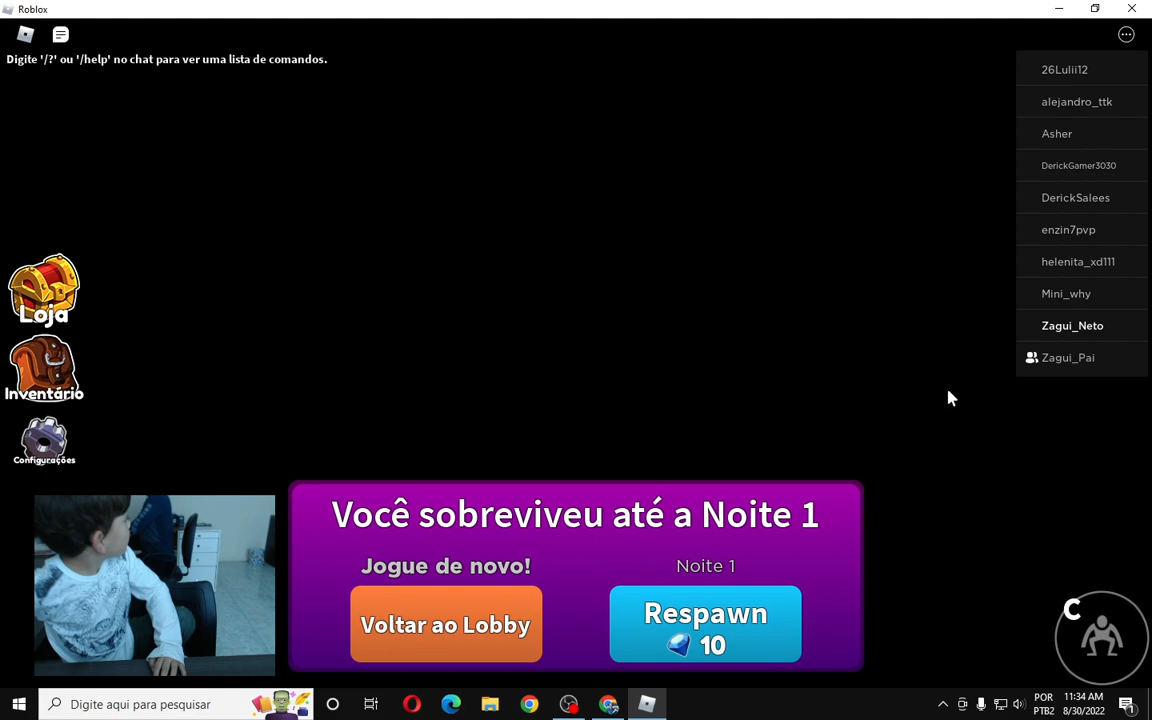 Roblox
Digite '/?' ou '/help' no chat para ver uma lista de comandos.
26Lulii12
alejandro_ttk
Asher
DerickGamer3030
DerickSalees
enzin7pvp
helenita_xd111
Mini_why
Zagui_Neto
Zagui_Pai
Loja
Inventário
Configurações
Você sobreviveu até a Noite 1
Jogue de novo!
Noite 1
Voltar ao Lobby
Respawn
10
C
Digite aqui para pesquisar
POR
PTB2
11:34 AM
8/30/2022
1